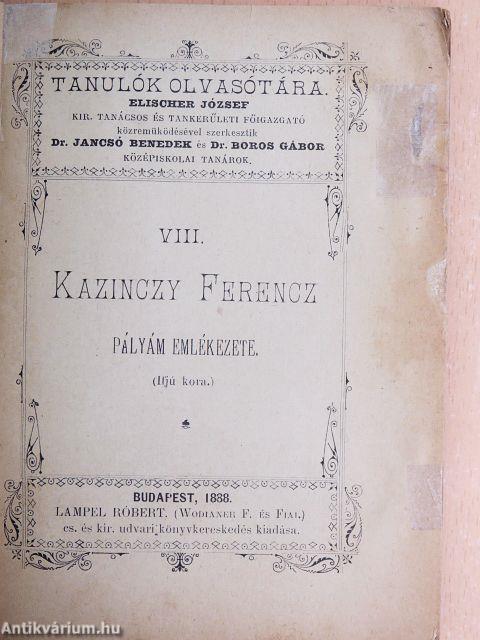 TANULÓK OLVASÓTÁRA.
ELISCHER JÓZSEF
KIR. TANÁCSOS ÉS TANKERÜLETI FŐIGAZGATÓ
közreműködésével szerkesztik
Dr. JANCSÓ BENEDEK és Dr. BOROS GÁBOR
KÖZÉPISKOLAI TANÁROK.
VIII.
KAZINCZY FERENCZ
PÁLYÁM EMLÉKEZETE.
(Ifjú kora.)
BUDAPEST, 1888.
LAMPEL RÓBERT. (WODIANER F. ÉS FIAI,)
cs. és kir. udvari könyvkereskedés kiadása.
Antikvárium.hu